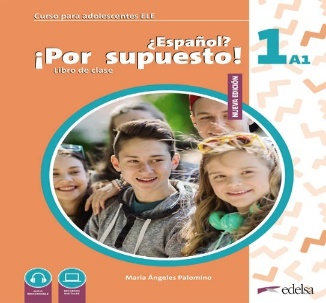 Curso para adolescentes ELE
¿Español?
¡Por supuesto!
Libro de clase
1
A1
NUEVA EDICIÓN
María Ángeles Palomino
edelsa